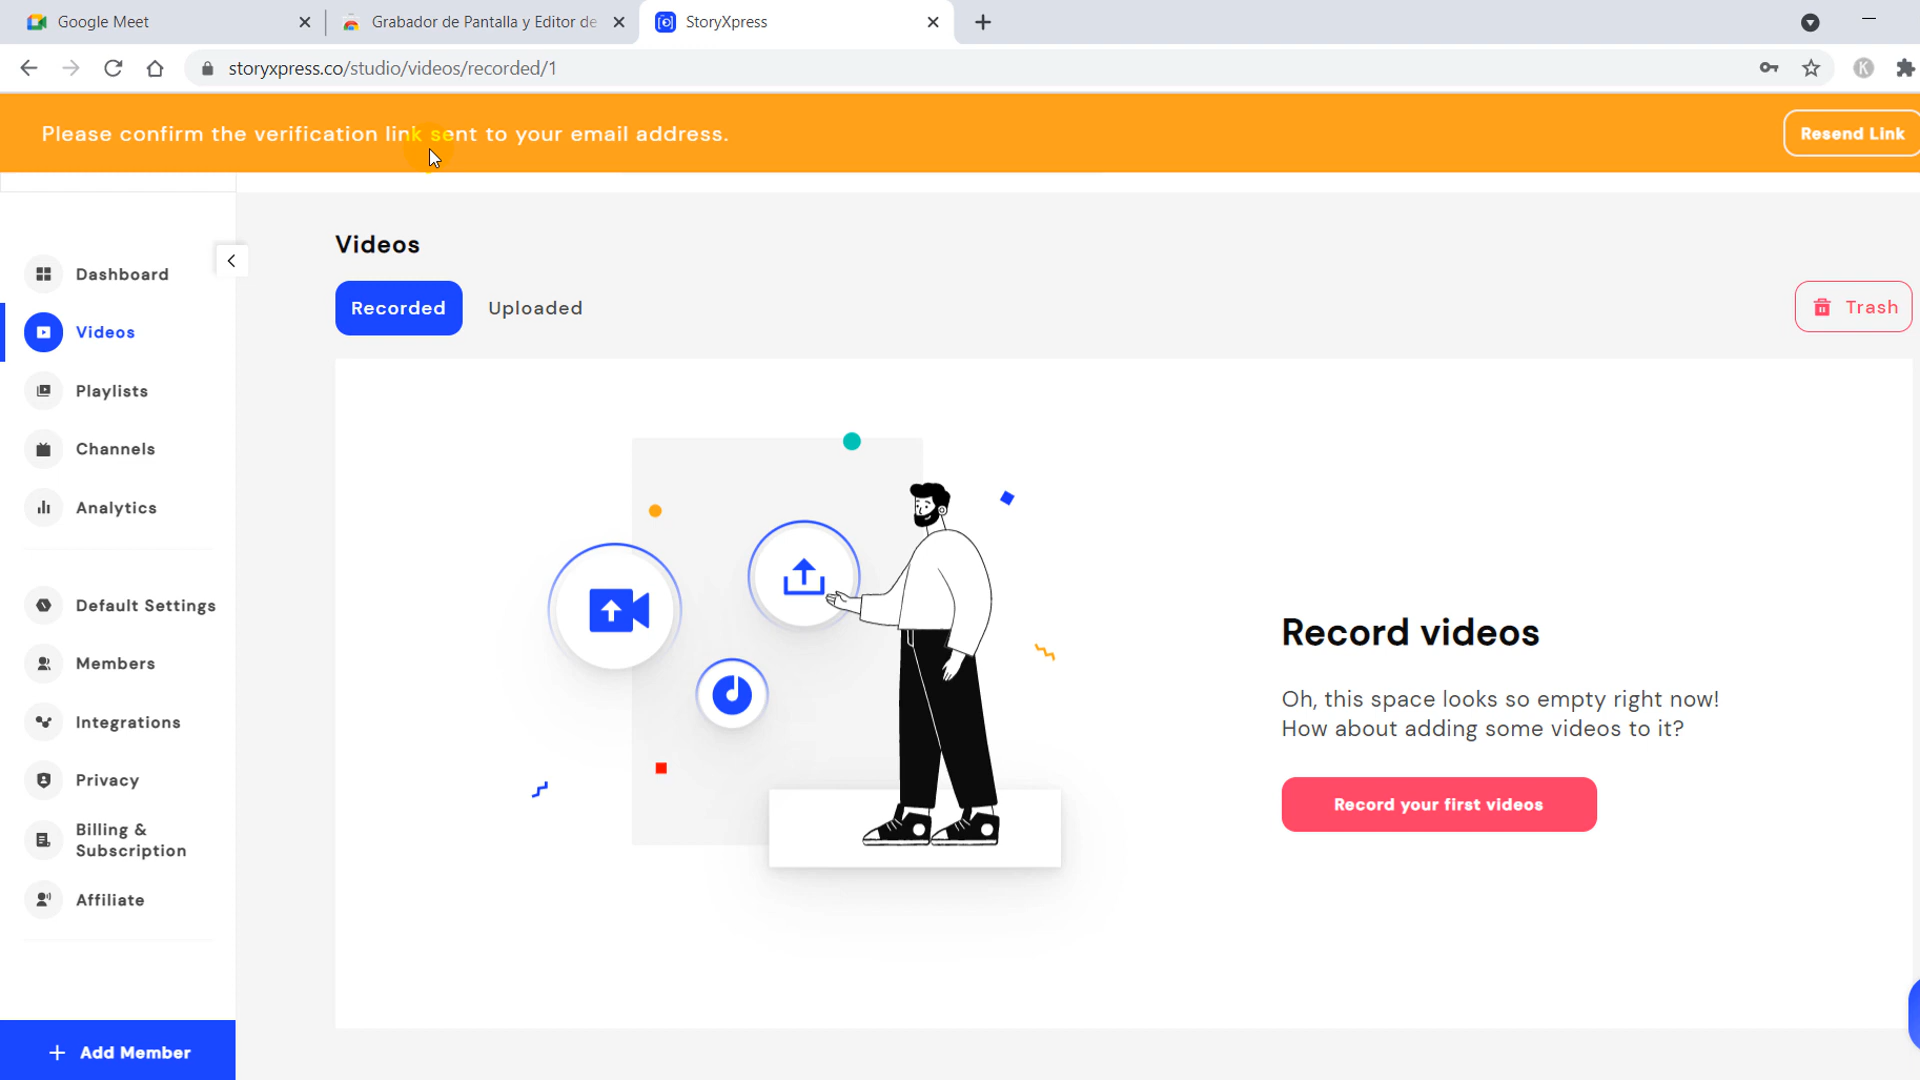 Google Meet
Grabador de Pantalla y Editor de
StoryXpress
storyxpress.co/studio/videos/recorded/1
K
Please confirm the verification link sent to your email address.
Resend Link
Videos
Dashboard
Recorded
Uploaded
Trash
Videos
Playlists
Channels
Analytics
Default Settings
Members
Integrations
Privacy
Billing &
Subscription
Affiliate
Record videos
Oh, this space looks so empty right now!
How about adding some videos to it?
Record your first videos
+ Add Member